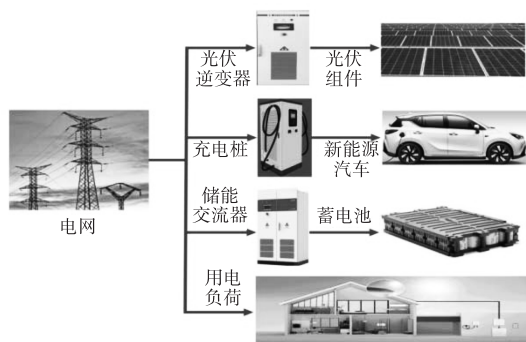 光伏
逆变器
光伏
组件
充电桩
新能源
汽车
电网
储能
交流器
蓄电池
用电
负荷